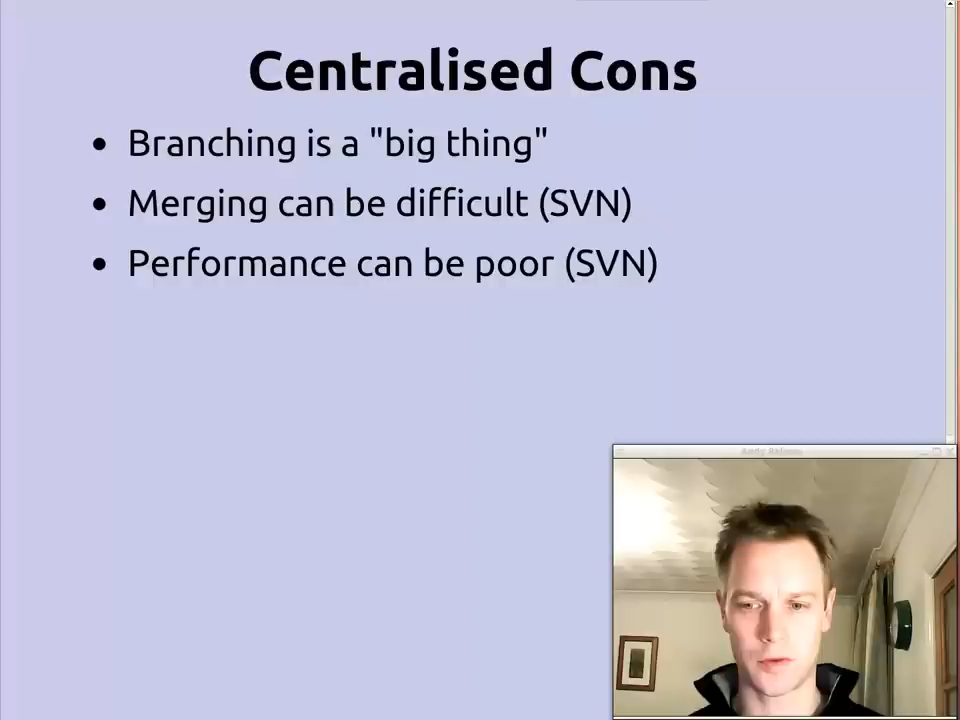 Centralised Cons
• Branching is a "big thing"
• Merging can be difficult (SVN)
• Performance can be poor (SVN)